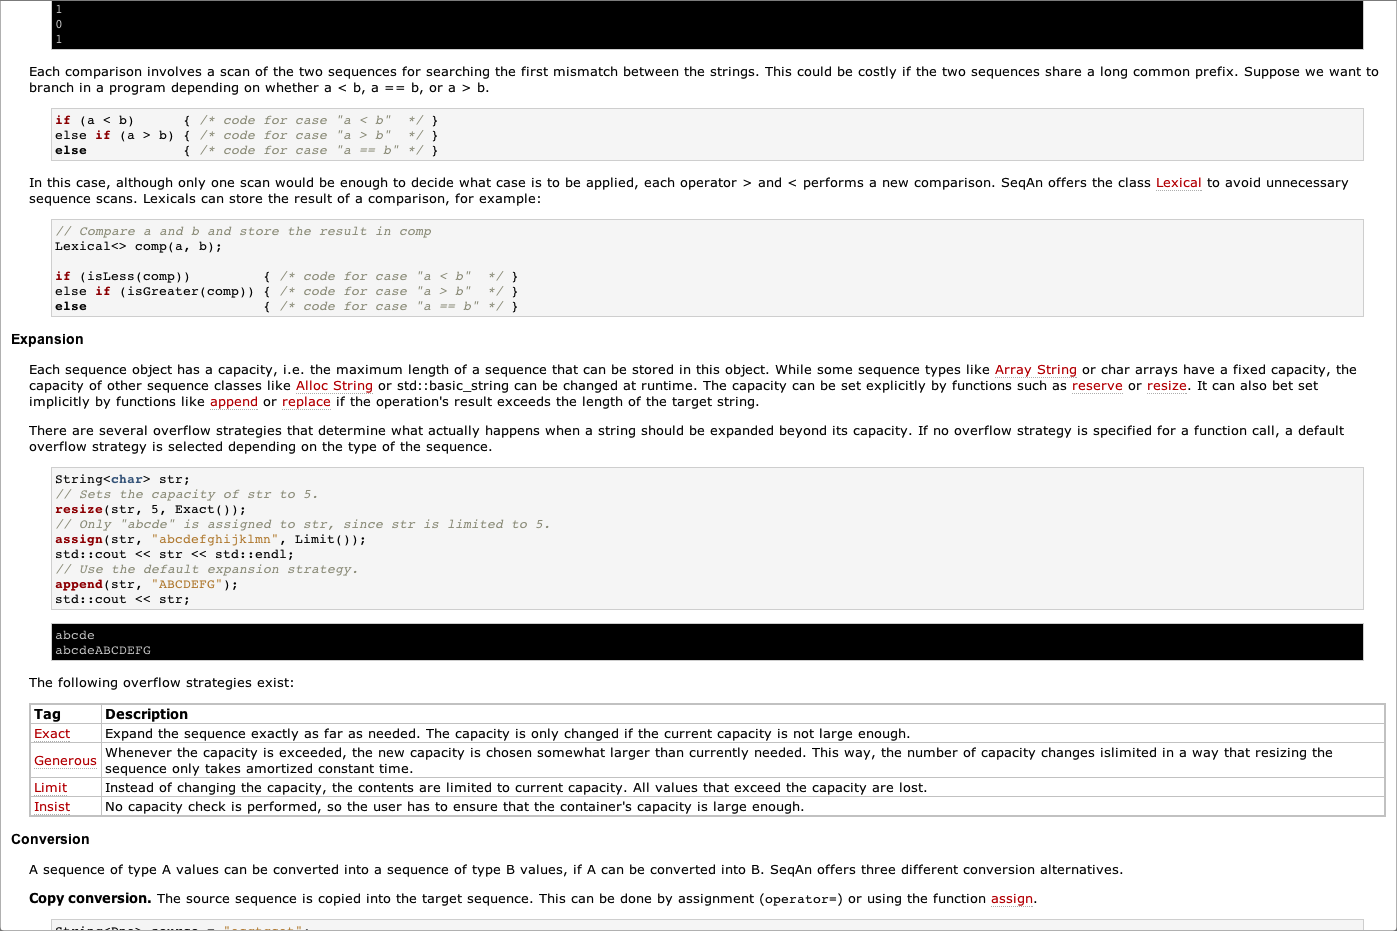 1
0
1
Each comparison involves a scan of the two sequences for searching the first mismatch between the strings. This could be costly if the two sequences share a long common prefix. Suppose we want to
branch in a program depending on whether a < b, a == b, or a > b.
if (a < b)      { /* code for case "a < b"  */ }
else if (a > b) { /* code for case "a > b"  */ }
else            { /* code for case "a == b" */ }
In this case, although only one scan would be enough to decide what case is to be applied, each operator > and < performs a new comparison. SeqAn offers the class Lexical to avoid unnecessary
sequence scans. Lexicals can store the result of a comparison, for example:
// Compare a and b and store the result in comp
Lexical<> comp(a, b);
if (isLess(comp))         { /* code for case "a < b"  */ }
else if (isGreater(comp)) { /* code for case "a > b"  */ }
else                      { /* code for case "a == b" */ }
Expansion
Each sequence object has a capacity, i.e. the maximum length of a sequence that can be stored in this object. While some sequence types like Array String or char arrays have a fixed capacity, the
capacity of other sequence classes like Alloc String or std::basic_string can be changed at runtime. The capacity can be set explicitly by functions such as reserve or resize. It can also bet set
implicitly by functions like append or replace if the operation's result exceeds the length of the target string.
There are several overflow strategies that determine what actually happens when a string should be expanded beyond its capacity. If no overflow strategy is specified for a function call, a default
overflow strategy is selected depending on the type of the sequence.
String<char> str;
// Sets the capacity of str to 5.
resize(str, 5, Exact());
// Only "abcde" is assigned to str, since str is limited to 5.
assign(str, "abcdefghijklmn", Limit());
std::cout << str << std::endl;
// Use the default expansion strategy.
append(str, "ABCDEFG");
std::cout << str;
abcde
abcdeABCDEFG
The following overflow strategies exist:
Tag Description
Exact Expand the sequence exactly as far as needed. The capacity is only changed if the current capacity is not large enough.
Generous Whenever the capacity is exceeded, the new capacity is chosen somewhat larger than currently needed. This way, the number of capacity changes islimited in a way that resizing the
sequence only takes amortized constant time.
Limit Instead of changing the capacity, the contents are limited to current capacity. All values that exceed the capacity are lost.
Insist No capacity check is performed, so the user has to ensure that the container's capacity is large enough.
Conversion
A sequence of type A values can be converted into a sequence of type B values, if A can be converted into B. SeqAn offers three different conversion alternatives.
Copy conversion. The source sequence is copied into the target sequence. This can be done by assignment (operator=) or using the function assign.